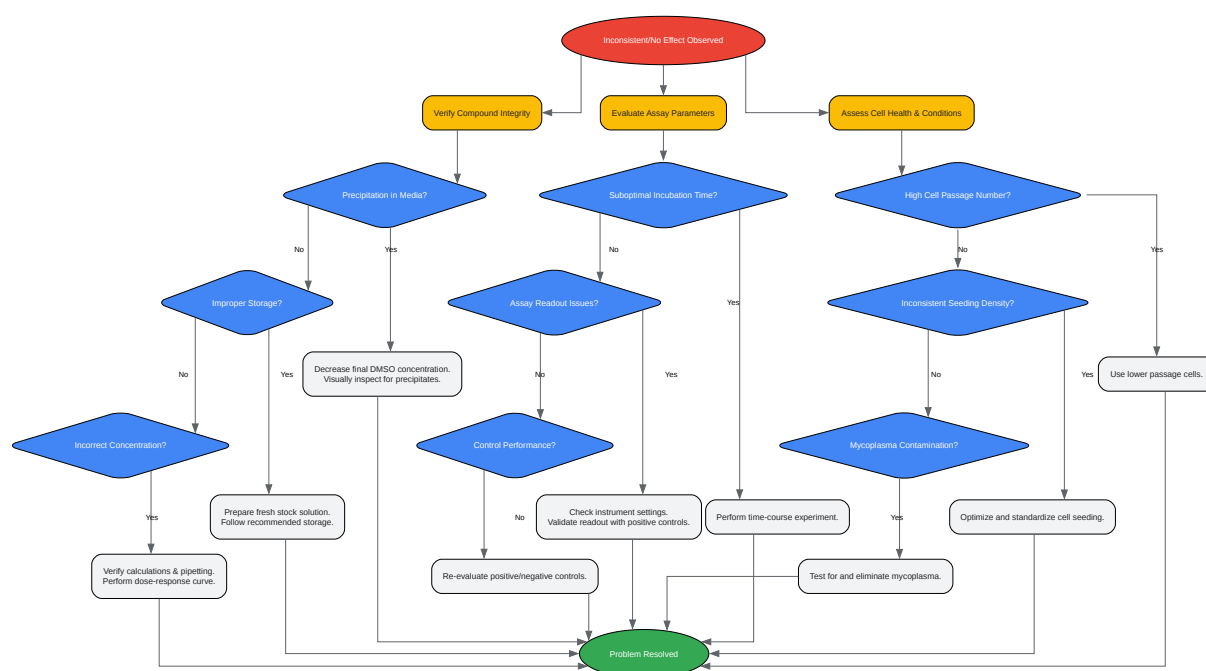 Inconsistent/No Effect Observed
Verify Compound Integrity
Evaluate Assay Parameters
Assess Cell Health & Conditions
Precipitation in Media?
Suboptimal Incubation Time?
High Cell Passage Number?
No
Yes
No
No
Yes
Improper Storage?
Assay Readout Issues?
Yes
Inconsistent Seeding Density?
Decrease final DMSO concentration.
Visually inspect for precipitates.
No
Yes
No
Yes
No
Yes
Use lower passage cells.
Incorrect Concentration?
Control Performance?
Mycoplasma Contamination?
Yes
Prepare fresh stock solution.
Follow recommended storage.
No
Check instrument settings.
Validate readout with positive controls.
Perform time-course experiment.
Yes
Optimize and standardize cell seeding.
Verify calculations & pipetting.
Perform dose-response curve.
Re-evaluate positive/negative controls.
Test for and eliminate mycoplasma.
Problem Resolved